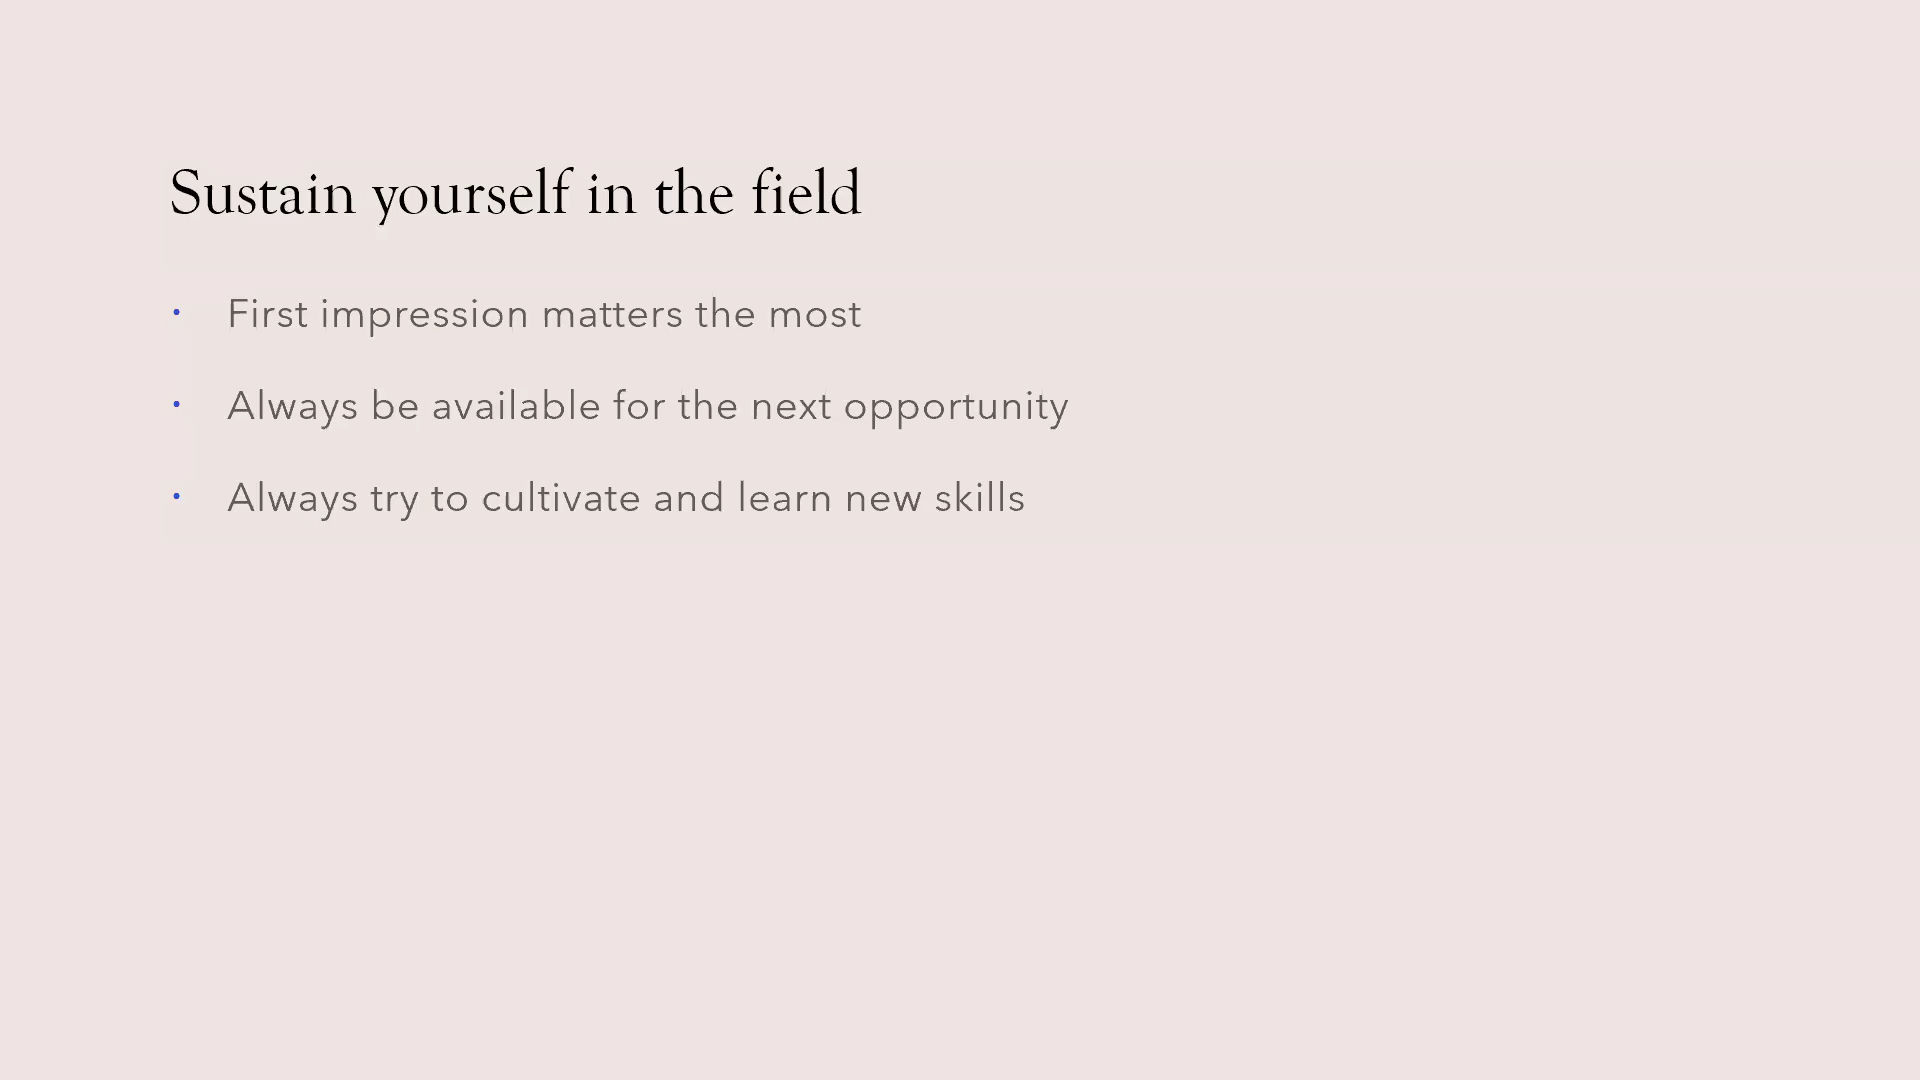 Sustain yourself in the field
• First impression matters the most
• Always be available for the next opportunity
• Always try to cultivate and learn new skills